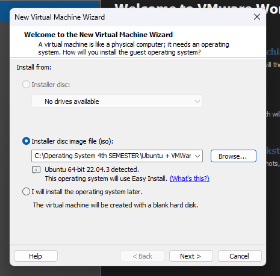 Welcome to VMware Wor
New Virtual Machine Wizard
Welcome to the New Virtual Machine Wizard
A virtual machine is like a physical computer; it needs an operating
system. How will you install the guest operating system?
Install from:
Installer disc:
No drives available
Installer disc image file (iso):
C:\Operating System 4th SEMESTER\Ubuntu + VMWar
Browse...
Ubuntu 64-bit 22.04.3 detected.
This operating system will use Easy Install. (What's this?)
I will install the operating system later.
The virtual machine will be created with a blank hard disk.
Help
< Back
Next >
Cancel